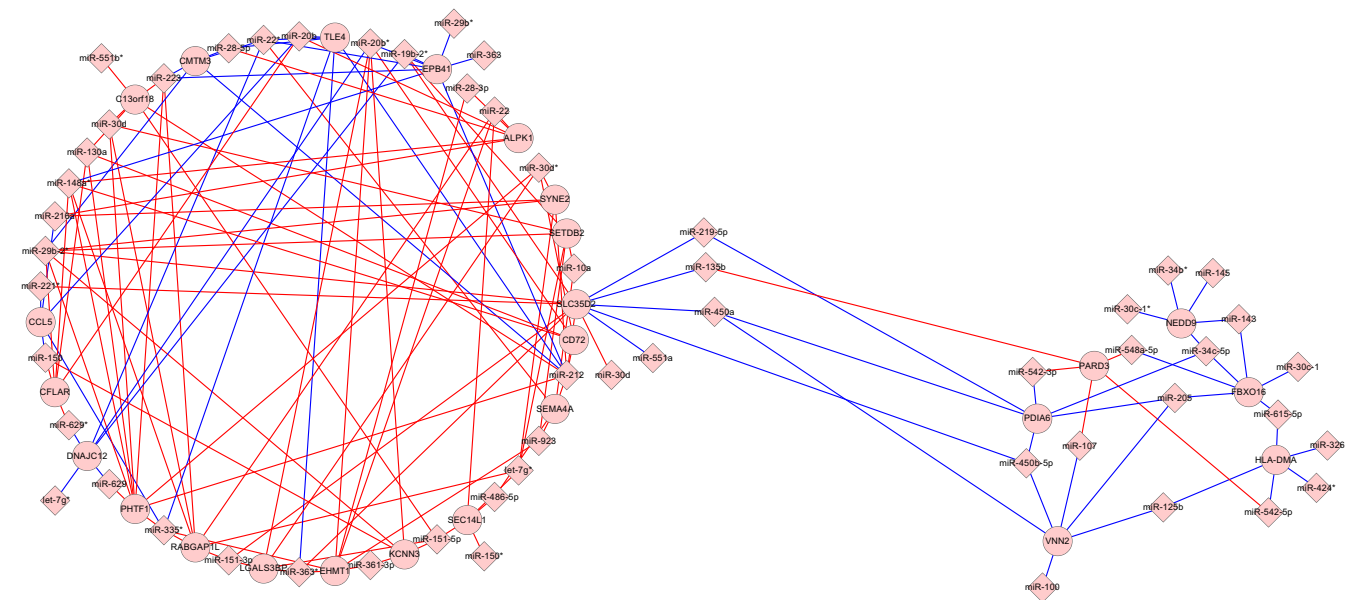 miR-29b*
miR-20b
TLE4
miR-22*
miR-20b*
miR-28-5p
miR-19b-2*
miR-363
miR-551b*
CMTM3
EPB41
miR-223
miR-28-3p
C13orf18
miR-22
miR-30d
ALPK1
miR-130a
miR-30d*
miR-148a*
SYNE2
miR-216a
SETDB2
miR-219-5p
miR-29b-2*
miR-10a
miR-135b
miR-34b*
miR-145
miR-221*
SLC35D2
miR-450a
miR-30c-1*
NEDD9
miR-143
CCL5
CD72
miR-548a-5p
miR-34c-5p
miR-150
miR-551a
miR-212
miR-30d
miR-542-3p
PARD3
miR-30c-1
CFLAR
FBXO16
miR-205
SEMA4A
PDIA6
miR-615-5p
miR-629*
miR-923
miR-107
miR-326
DNAJC12
HLA-DMA
miR-450b-5p
let-7g*
miR-629
let-7g*
miR-424*
miR-486-5p
miR-125b
miR-542-5p
PHTF1
SEC14L1
miR-335*
miR-151-5p
VNN2
RABGAP1L
KCNN3
miR-150*
miR-151-3p
miR-361-3p
LGALS3BP
miR-363*
EHMT1
miR-100